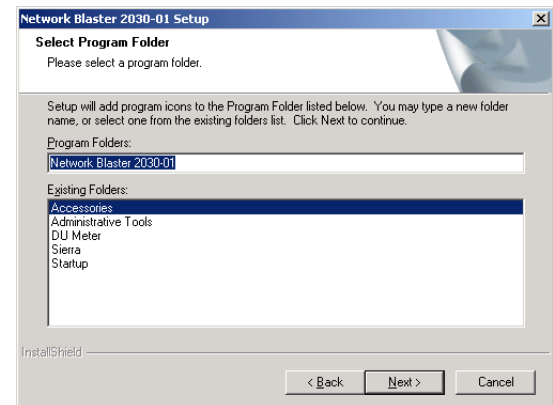 Network Blaster 2030-01 Setup
Select Program Folder
Please select a program folder.
Setup will add program icons to the Program Folder listed below. You may type a new folder
name, or select one from the existing folders list. Click Next to continue.
Program Folders:
Network Blaster 2030-01
Existing Folders:
Accessories
Administrative Tools
DU Meter
Sierra
Startup
InstallShield
< Back
Next >
Cancel